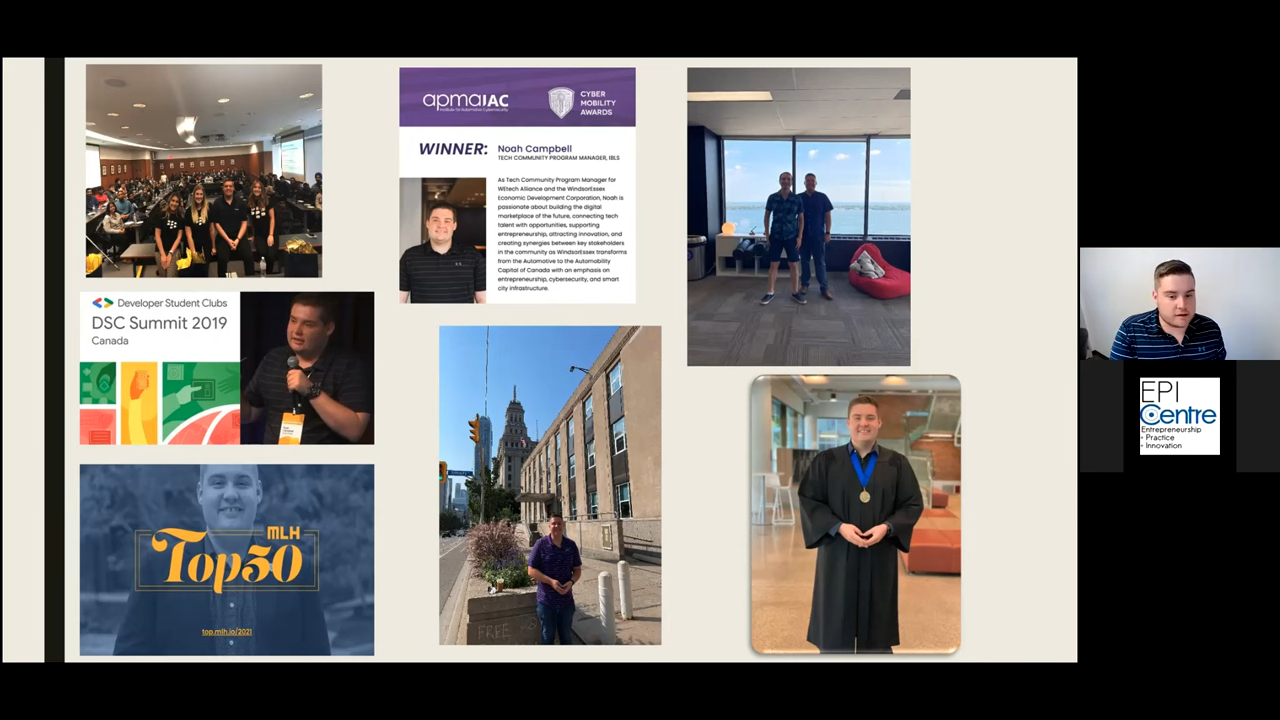 apmaIAC
Institute for Automotive Cybersecurity
CYBER
MOBILITY
AWARDS
WINNER:
Noah Campbell
TECH COMMUNITY PROGRAM MANAGER, IBLS
As Tech Community Program Manager for
WEtech Alliance and the WindsorEssex
Economic Development Corporation, Noah is
passionate about building the digital
marketplace of the future, connecting tech
talent with opportunities, supporting
entrepreneurship, attracting innovation, and
creating synergies between key stakeholders
in the community as WindsorEssex transforms
from the Automotive to the Automobility
Capital of Canada with an emphasis on
entrepreneurship, cybersecurity, and smart
city infrastructure.
Developer Student Clubs
DSC Summit 2019
Canada
MLH
Top50
top.mlh.io/2021
FREE
EPI
Centre
Entrepreneurship
- Practice
- Innovation